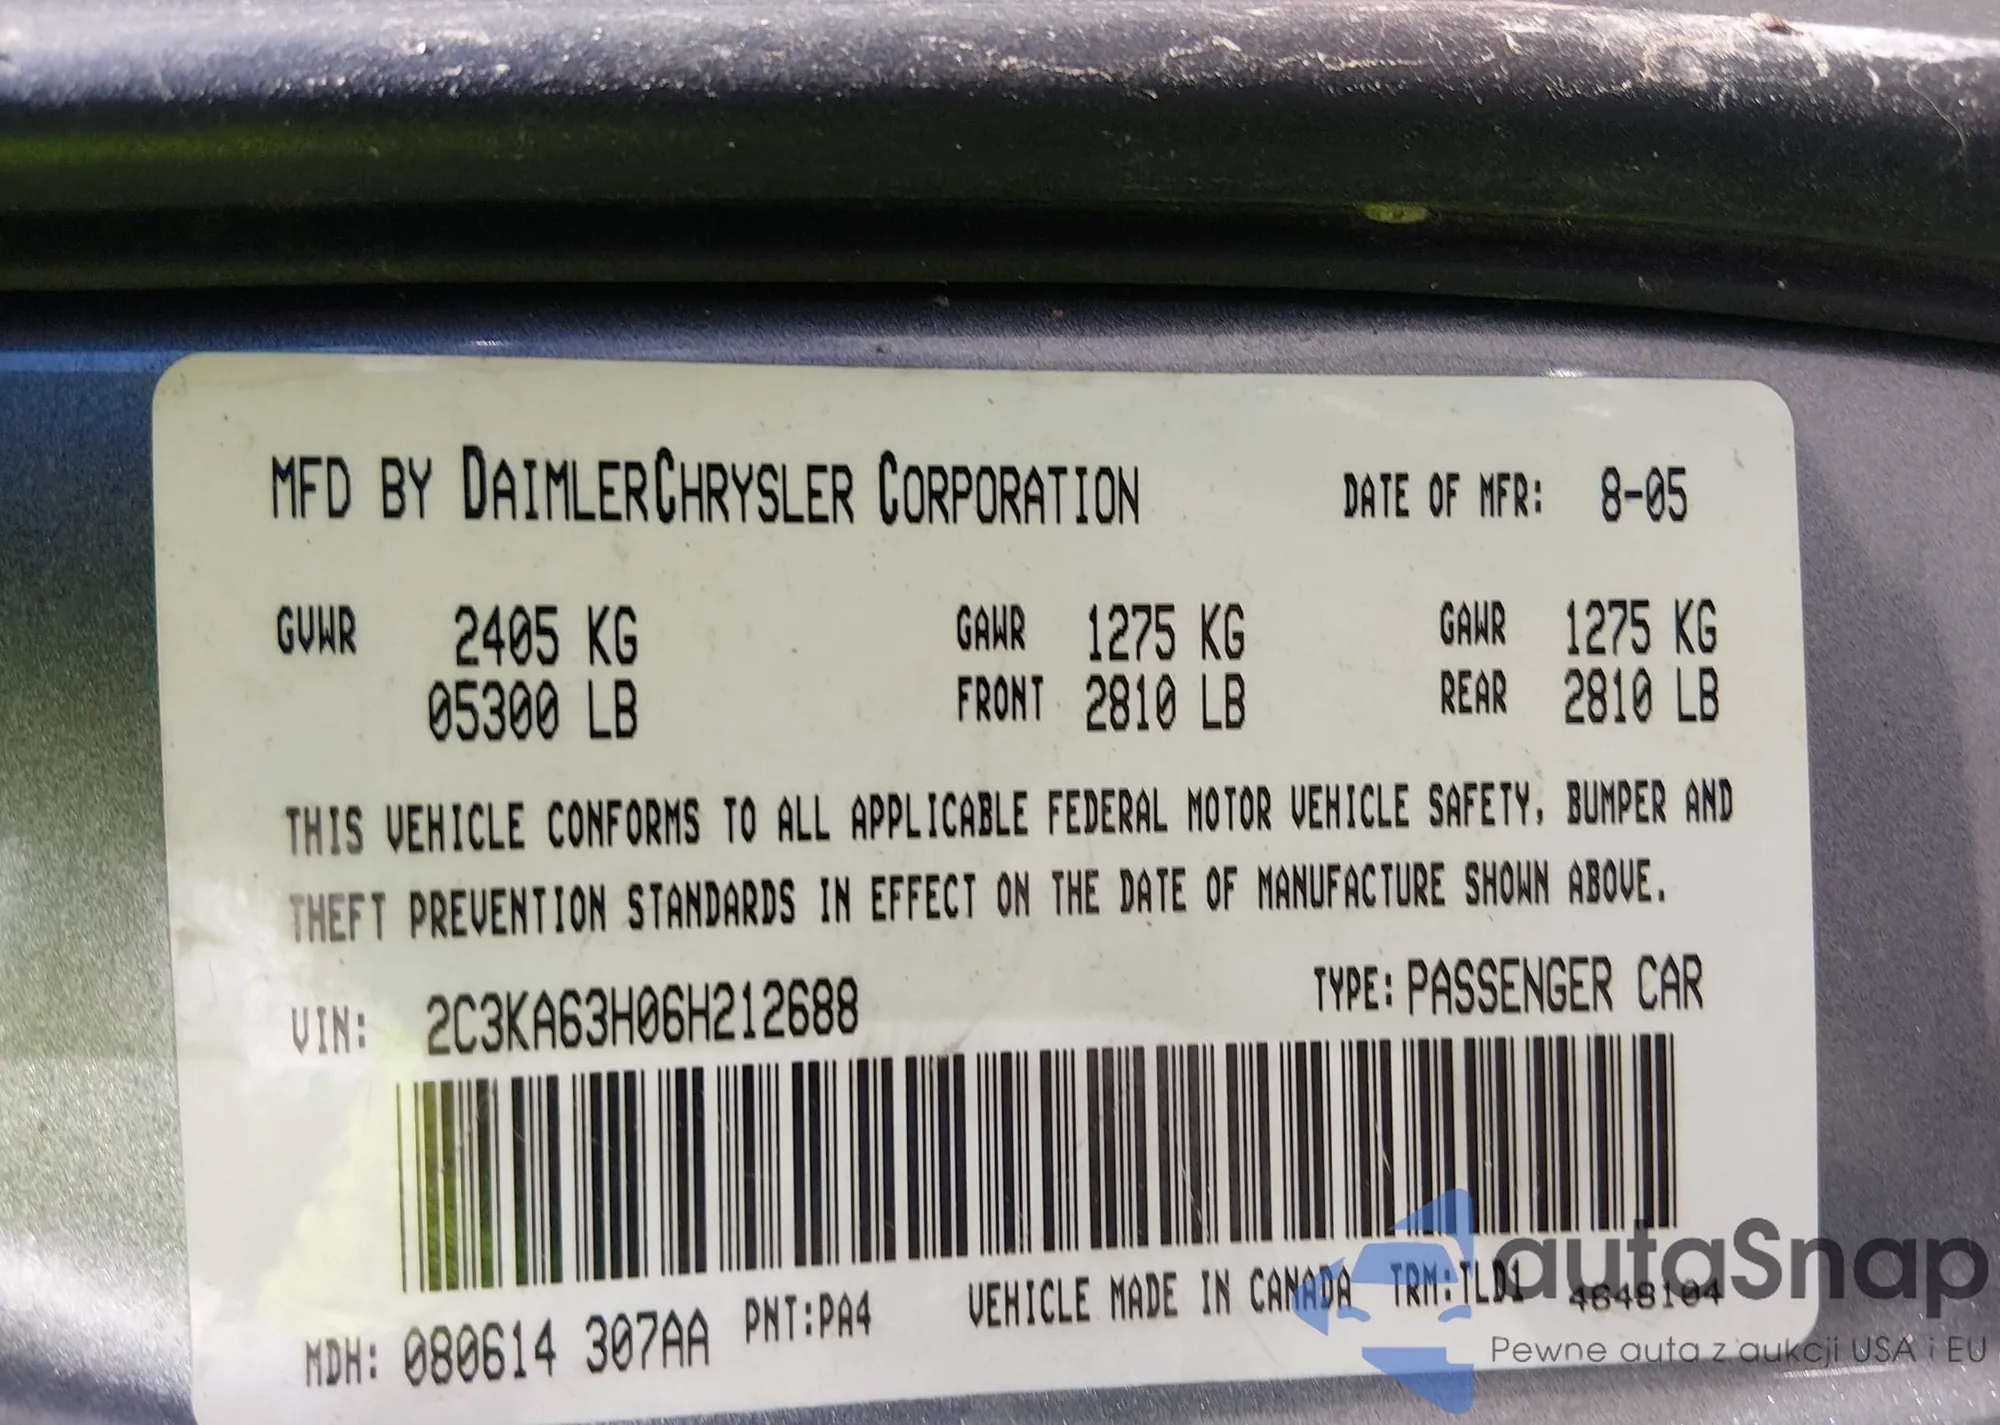 MFD BY DAIMLERCHRYSLER CORPORATION DATE OF MFR: 8-05
GVWR 2405 KG GAWR 1275 KG GAWR 1275 KG
05300 LB FRONT 2810 LB REAR 2810 LB
THIS VEHICLE CONFORMS TO ALL APPLICABLE FEDERAL MOTOR VEHICLE SAFETY, BUMPER AND
THEFT PREVENTION STANDARDS IN EFFECT ON THE DATE OF MANUFACTURE SHOWN ABOVE.
VIN: 2C3KA63H06H212688 TYPE: PASSENGER CAR
MDH: 080614 307AA PNT:PA4 VEHICLE MADE IN CANADA TRM:TLD1 4648104
autaSnap
Pewne auta z aukcji USA i EU